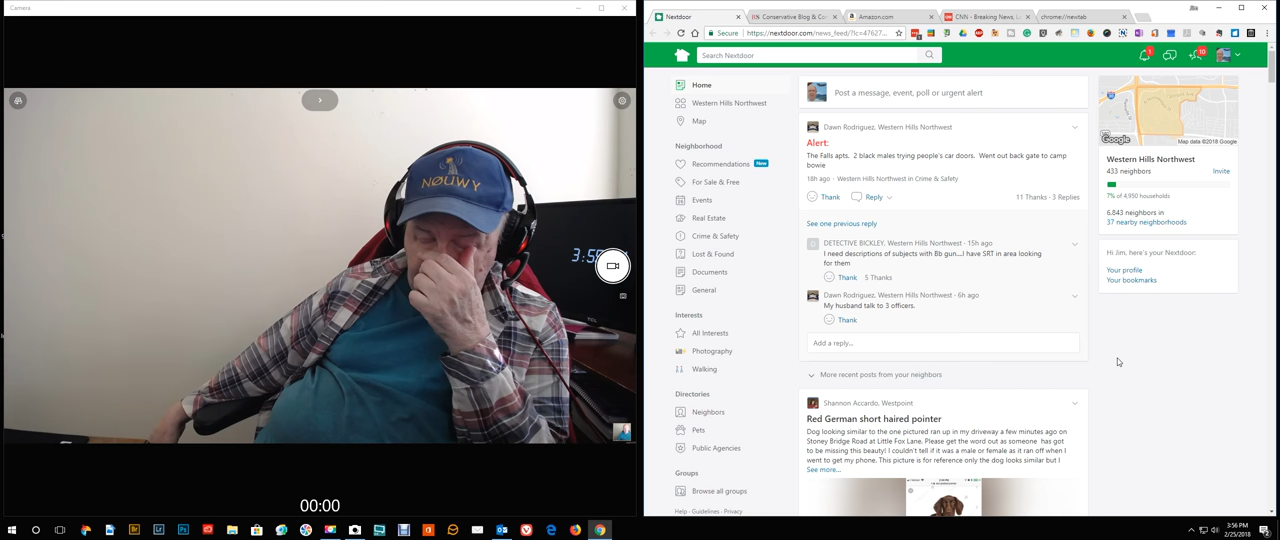 Camera
NØUWY
3:5
TCL
00:00
Nextdoor
Conservative Blog & Co
Amazon.com
CNN - Breaking News, L
chrome://newtab
Secure
https://nextdoor.com/news_feed/?lc=47627...
Search Nextdoor
1
10
Home
Western Hills Northwest
Map
Neighborhood
Recommendations New
For Sale & Free
Events
Real Estate
Crime & Safety
Lost & Found
Documents
General
Interests
All Interests
Photography
Walking
Directories
Neighbors
Pets
Public Agencies
Groups
Browse all groups
Help · Guidelines · Privacy
Post a message, event, poll or urgent alert
Dawn Rodriguez, Western Hills Northwest
Alert:
The Falls apts. 2 black males trying people's car doors. Went out back gate to camp
bowie
18h ago · Western Hills Northwest in Crime & Safety
Thank Reply 11 Thanks · 3 Replies
See one previous reply
D
DETECTIVE BICKLEY, Western Hills Northwest · 15h ago
I need descriptions of subjects with Bb gun....I have SRT in area looking
for them
Thank 5 Thanks
Dawn Rodriguez, Western Hills Northwest · 6h ago
My husband talk to 3 officers.
Thank
Add a reply...
More recent posts from your neighbors
Shannon Accardo, Westpoint
Red German short haired pointer
Dog looking similar to the one pictured ran up in my driveway a few minutes ago on
Stoney Bridge Road at Little Fox Lane. Please get the word out as someone has got
to be missing this beauty! I couldn't tell if it was a male or female as it ran off when I
went to get my phone. This picture is for reference only the dog looks similar but I
See more...
Google
Map data ©2018 Google
Western Hills Northwest
433 neighbors Invite
7% of 4,950 households
6,843 neighbors in
37 nearby neighborhoods
Hi Jim, here's your Nextdoor:
Your profile
Your bookmarks
Br
Lr
Ps
3:56 PM
2/25/2018
2